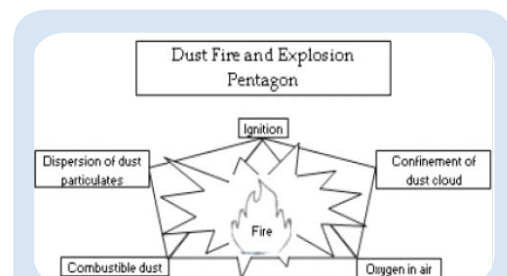 Dust Fire and Explosion
Pentagon
Ignition
Dispersion of dust
particulates
Confinement of
dust cloud
Fire
Combustible dust
Oxygen in air